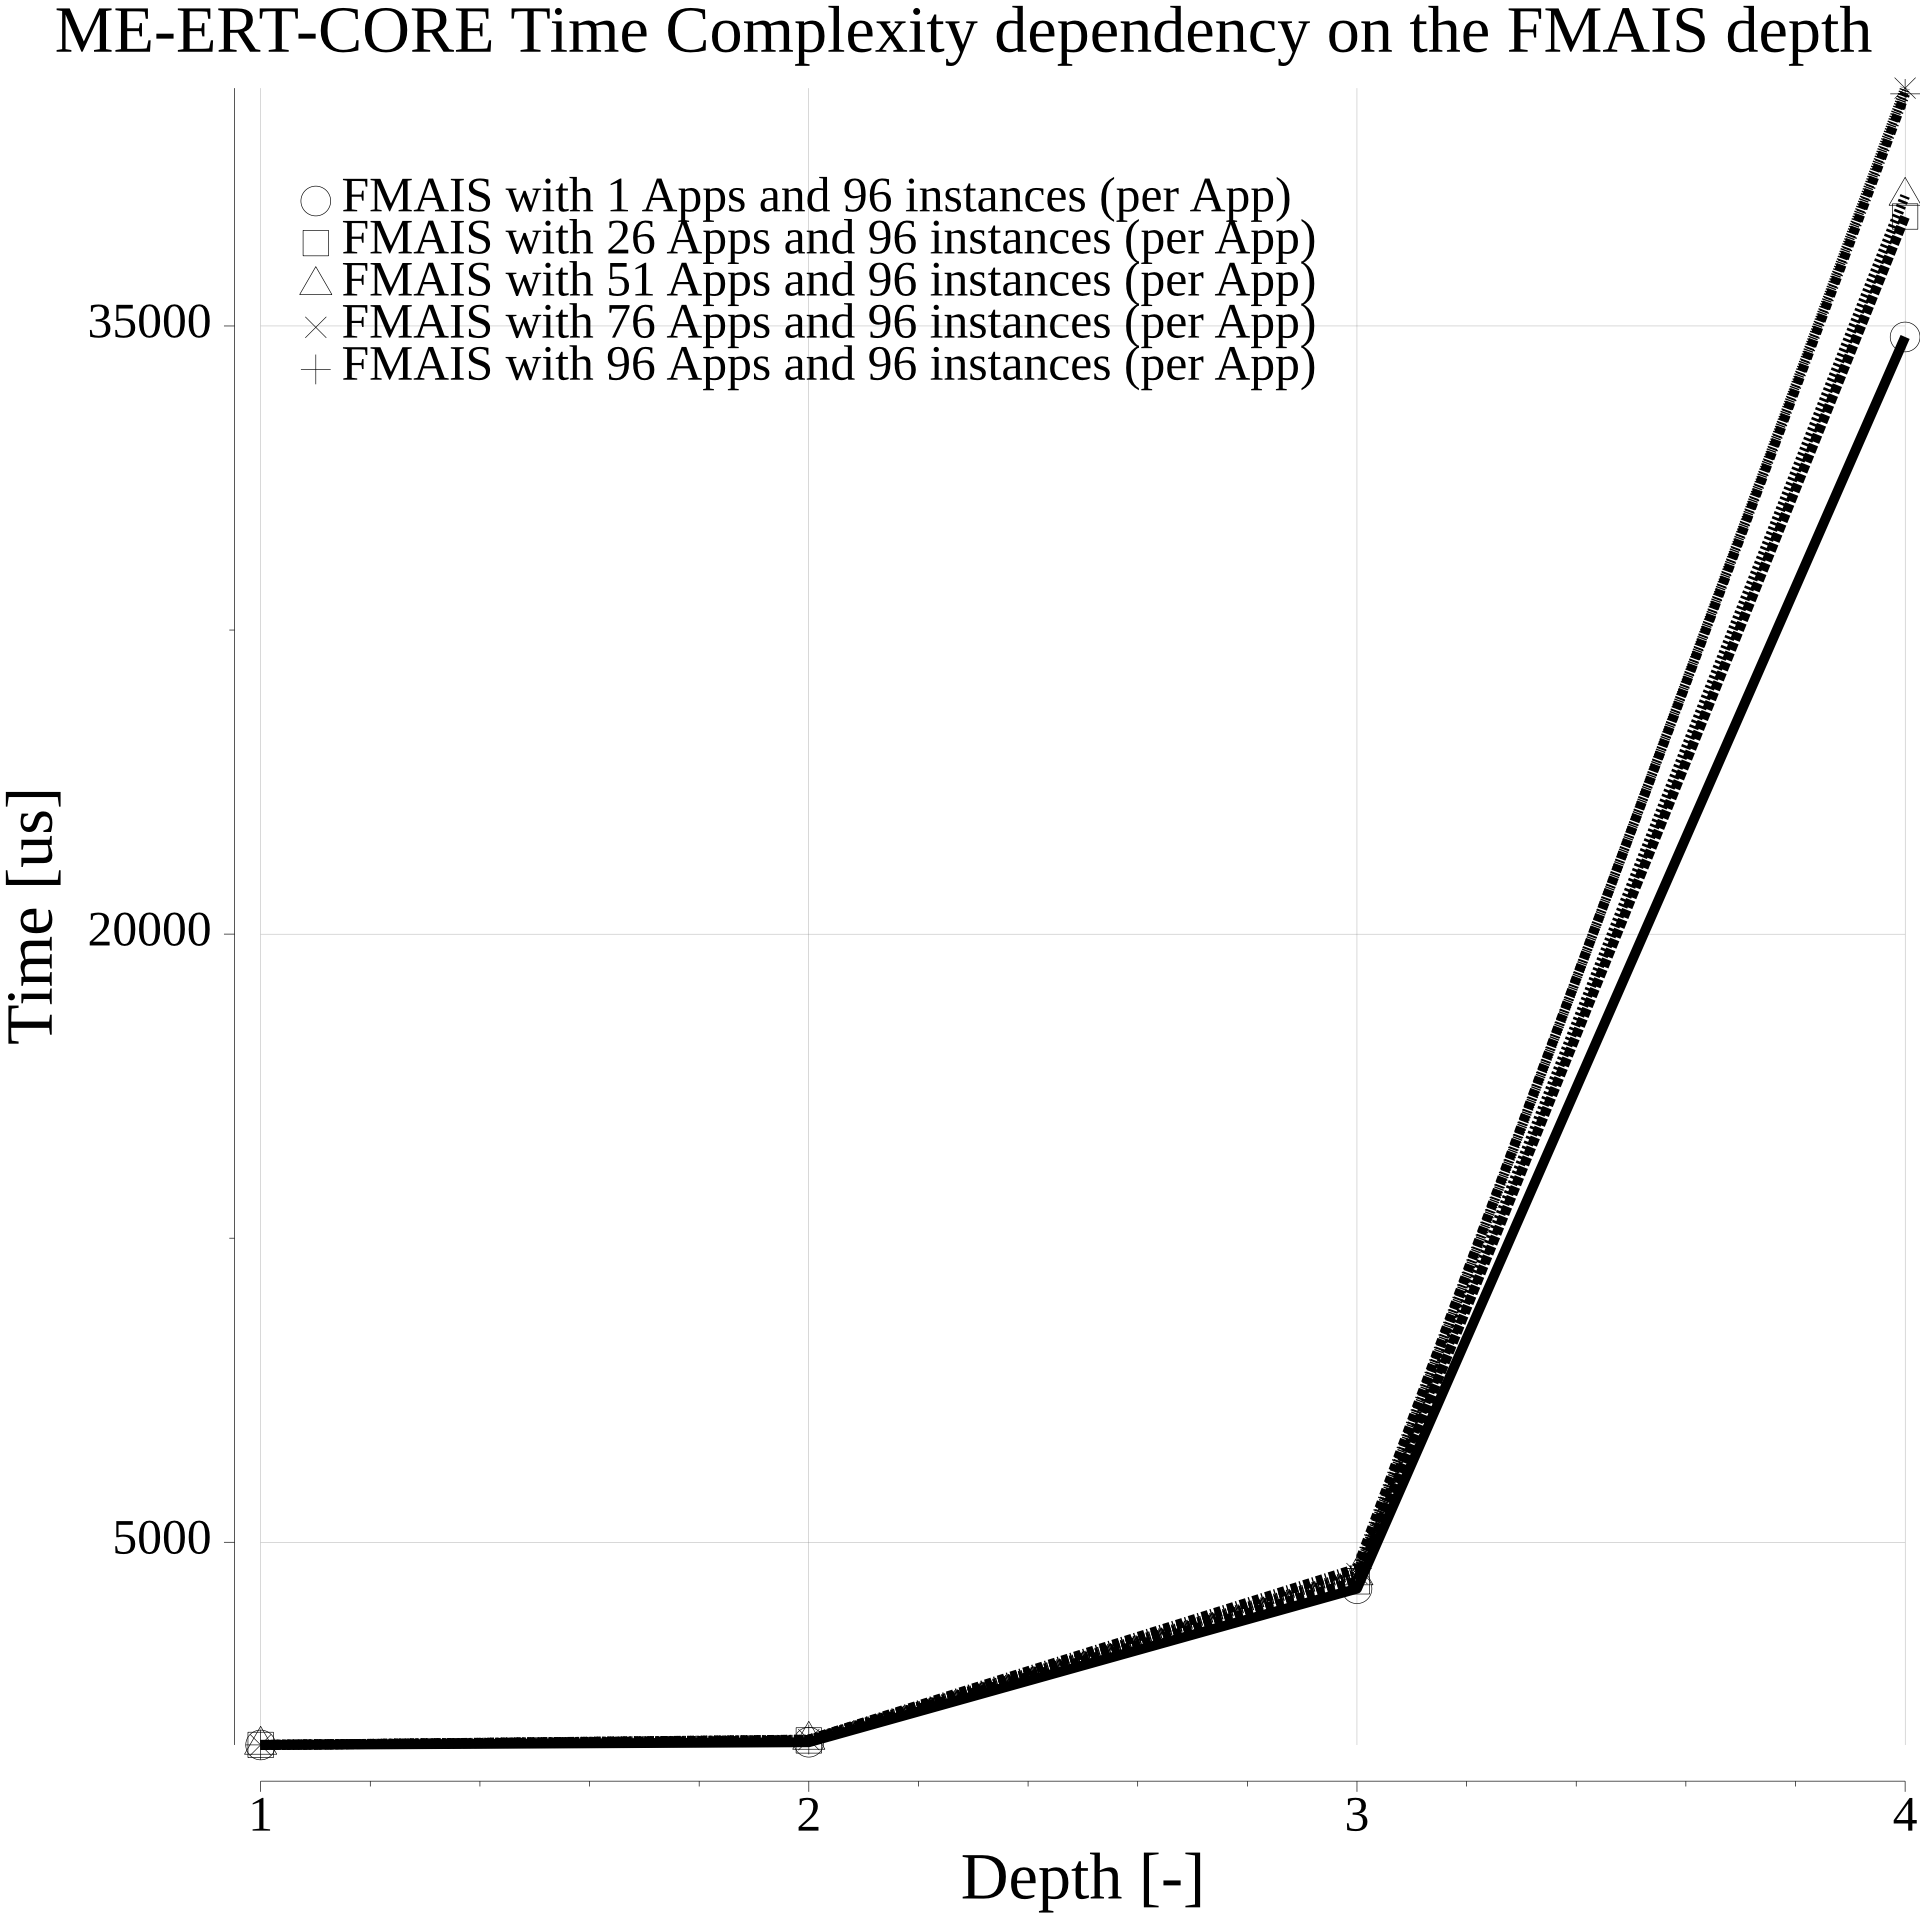 ME-ERT-CORE Time Complexity dependency on the FMAIS depth
FMAIS with 1 Apps and 96 instances (per App)
FMAIS with 26 Apps and 96 instances (per App)
FMAIS with 51 Apps and 96 instances (per App)
FMAIS with 76 Apps and 96 instances (per App)
FMAIS with 96 Apps and 96 instances (per App)
35000
20000
5000
Time [us]
1 2 3 4
Depth [-]